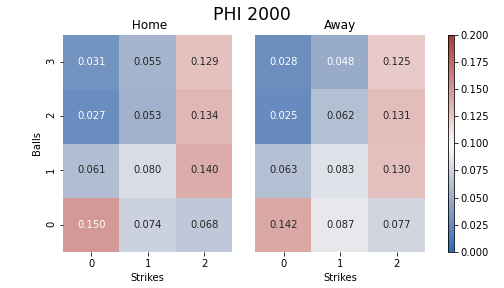 PHI 2000
Home Away
0.200
3 0.031 0.055 0.129 0.028 0.048 0.125 0.175
0.150
2 0.027 0.053 0.134 0.025 0.062 0.131 0.125
Balls
0.100
1 0.061 0.080 0.140 0.063 0.083 0.130 0.075
0.050
0 0.150 0.074 0.068 0.142 0.087 0.077 0.025
0.000
0 1 2 0 1 2
Strikes Strikes